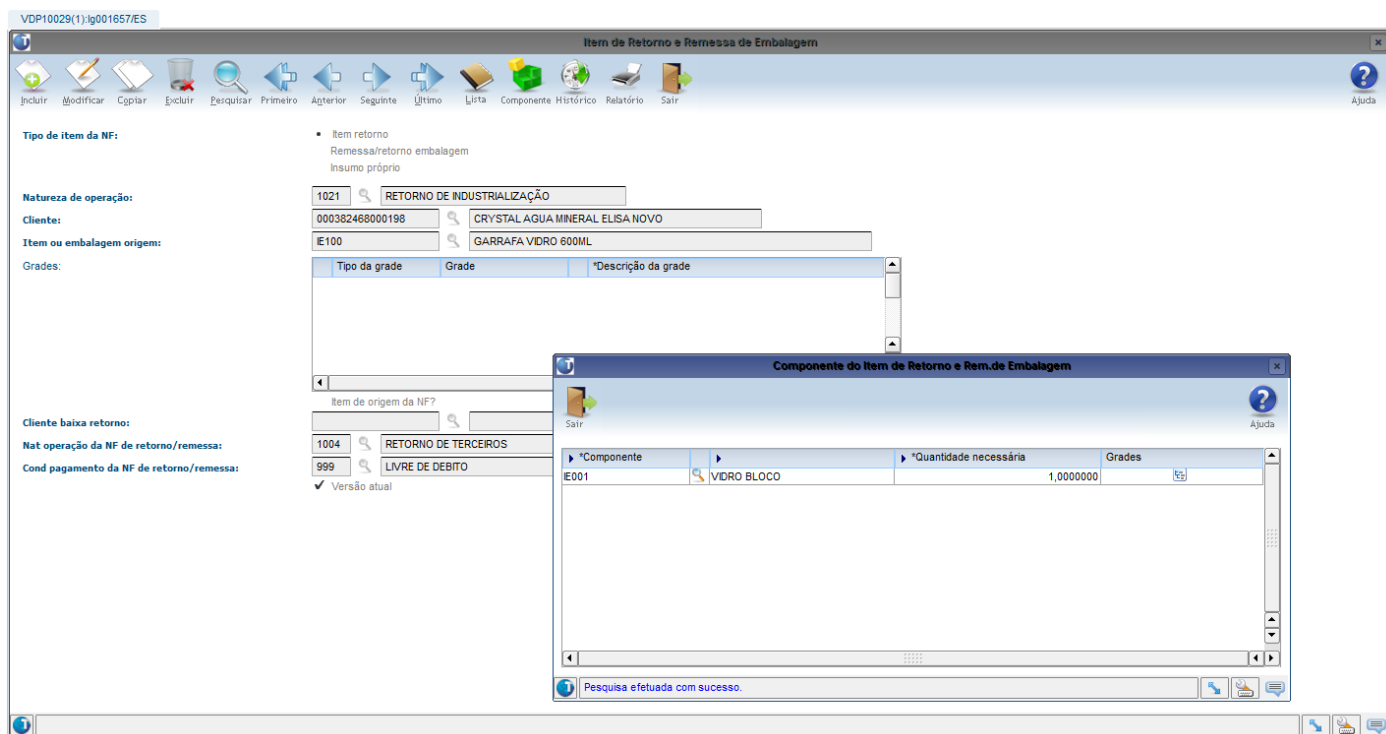 VDP10029(1):lg001657/ES
Item de Retorno e Remessa de Embalagem
Incluir Modificar Copiar Excluir Pesquisar Primeiro Anterior Seguinte Último Lista Componente Histórico Relatório Sair Ajuda
Tipo de item da NF: Item retorno
Remessa/retorno embalagem
Insumo próprio
Natureza de operação: 1021 RETORNO DE INDUSTRIALIZAÇÃO
Cliente: 000382468000198 CRYSTAL AGUA MINERAL ELISA NOVO
Item ou embalagem origem: IE100 GARRAFA VIDRO 600ML
Grades: Tipo da grade Grade *Descrição da grade
Item de origem da NF?
Cliente baixa retorno:
Nat operação da NF de retorno/remessa: 1004 RETORNO DE TERCEIROS
Cond pagamento da NF de retorno/remessa: 999 LIVRE DE DEBITO
Versão atual
Componente do Item de Retorno e Rem.de Embalagem
Sair Ajuda
*Componente *Quantidade necessária Grades
IE001 VIDRO BLOCO 1,0000000
Pesquisa efetuada com sucesso.